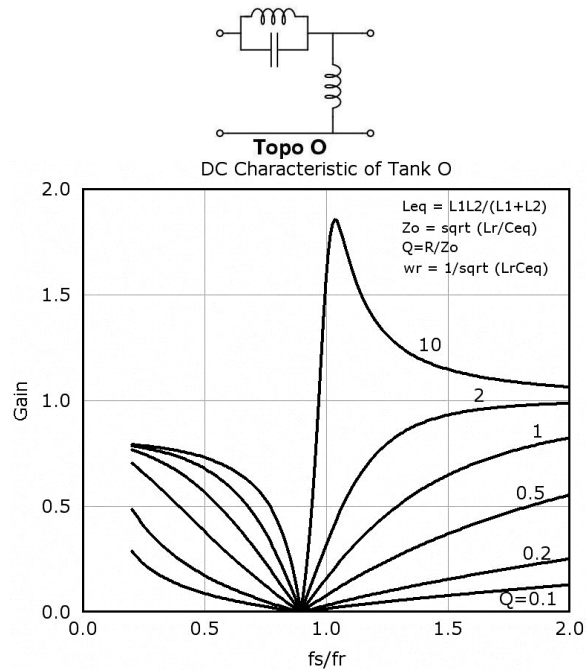 Topo O
DC Characteristic of Tank O
Leq = L1L2/(L1+L2)
Zo = sqrt (Lr/Ceq)
Q=R/Zo
wr = 1/sqrt (LrCeq)
2.0
1.5
1.0
0.5
0.0
Gain
10
2
1
0.5
0.2
Q=0.1
0.0
0.5
1.0
1.5
2.0
fs/fr